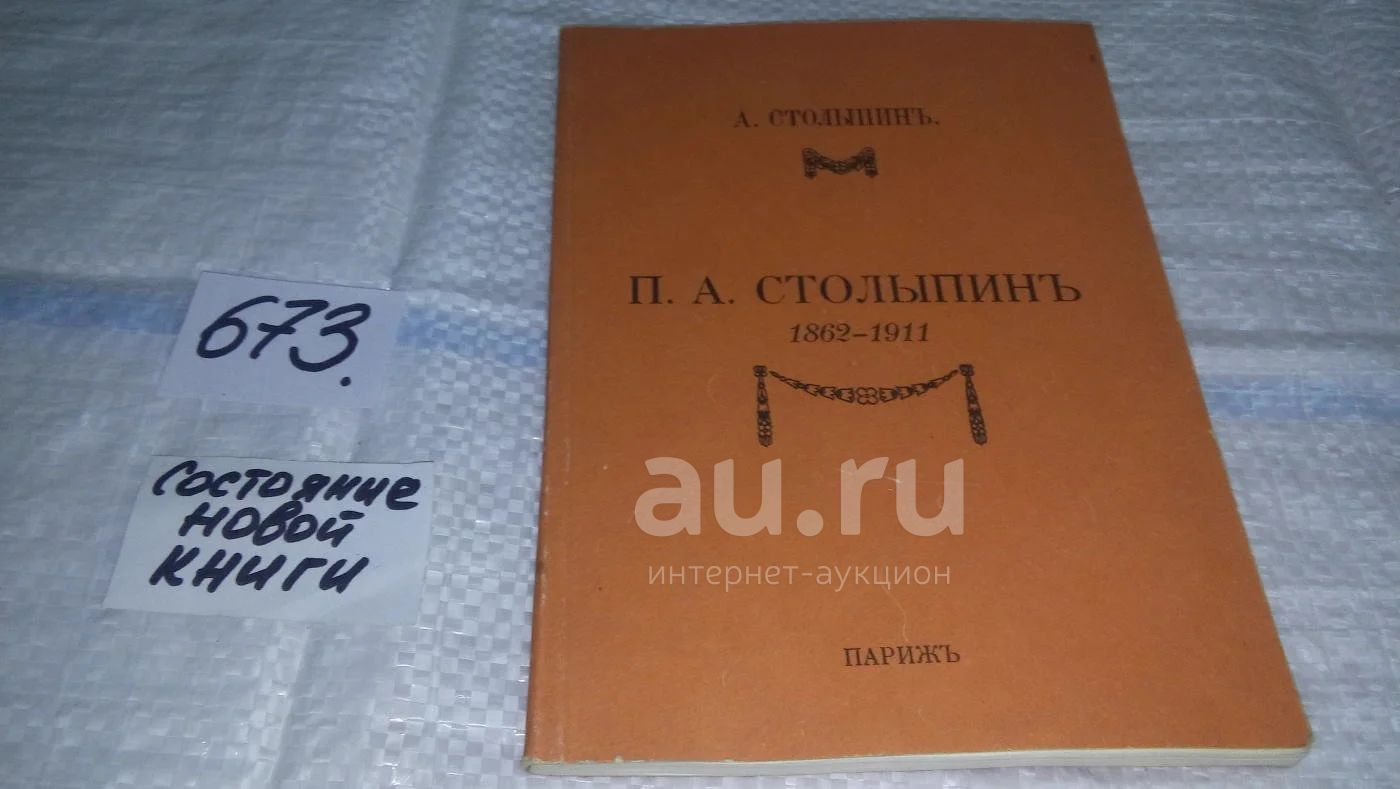 А. СТОЛЫПИНЪ.
П. А. СТОЛЫПИНЪ
1862–1911
ПАРИЖЪ
673.
Состояние
новой
книги
au.ru
интернет-аукцион